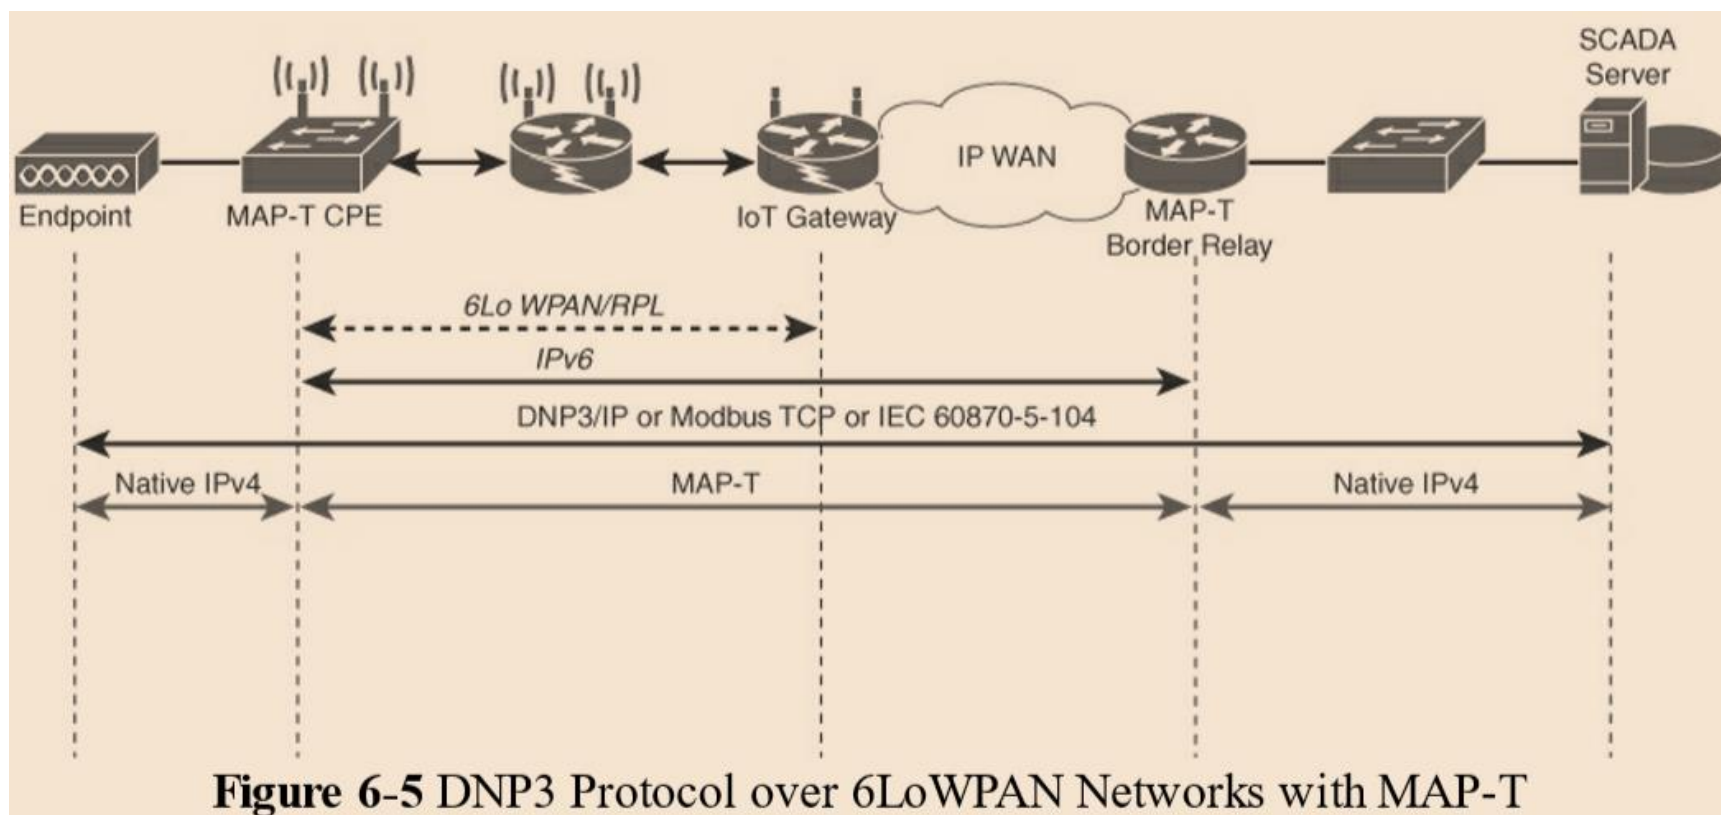 SCADA
Server
IP WAN
Endpoint
MAP-T CPE
IoT Gateway
MAP-T
Border Relay
6Lo WPAN/RPL
IPv6
DNP3/IP or Modbus TCP or IEC 60870-5-104
Native IPv4
MAP-T
Native IPv4
Figure 6-5 DNP3 Protocol over 6LoWPAN Networks with MAP-T